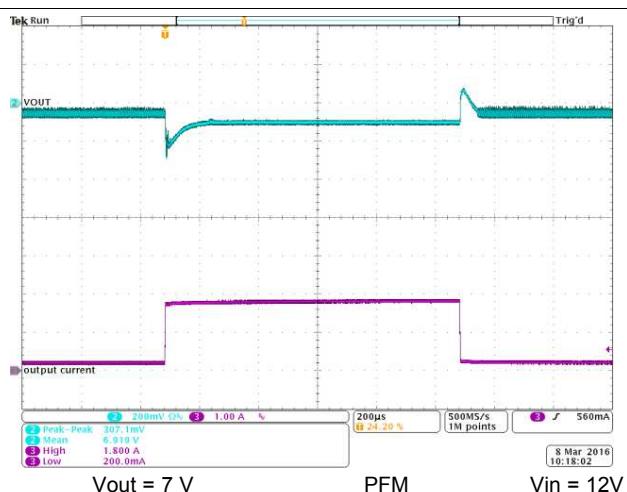 Tek Run Trig'd
VOUT
output current
2 200mV Ω 3 1.00 A 200µs 500MS/s 3 560mA
24.20 % 1M points
2 Peak-Peak 307.1mV
2 Mean 6.910 V
3 High 1.800 A
3 Low 200.0mA
8 Mar 2016
10:18:02
Vout = 7 V PFM Vin = 12V